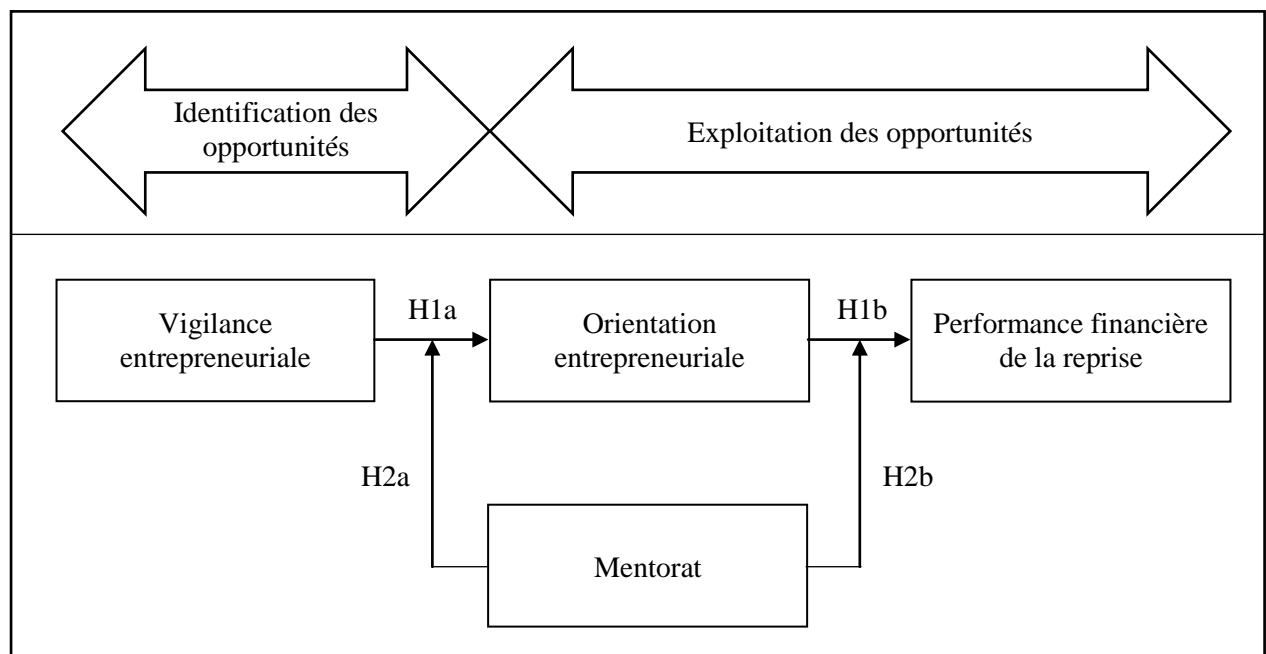 Identification des
opportunités
Exploitation des opportunités
Vigilance
entrepreneuriale
H1a
Orientation
entrepreneuriale
H1b
Performance financière
de la reprise
H2a
Mentorat
H2b